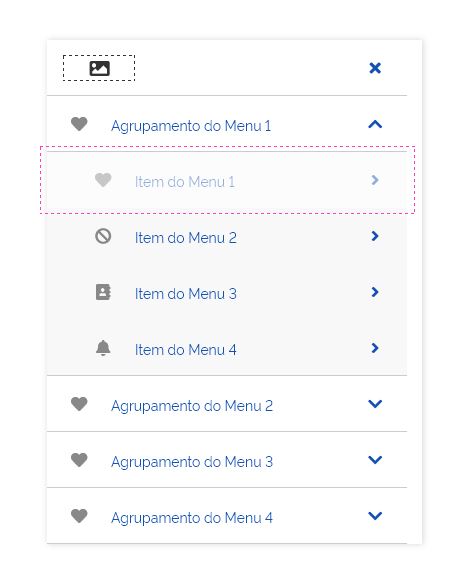 Agrupamento do Menu 1
Item do Menu 1
Item do Menu 2
Item do Menu 3
Item do Menu 4
Agrupamento do Menu 2
Agrupamento do Menu 3
Agrupamento do Menu 4